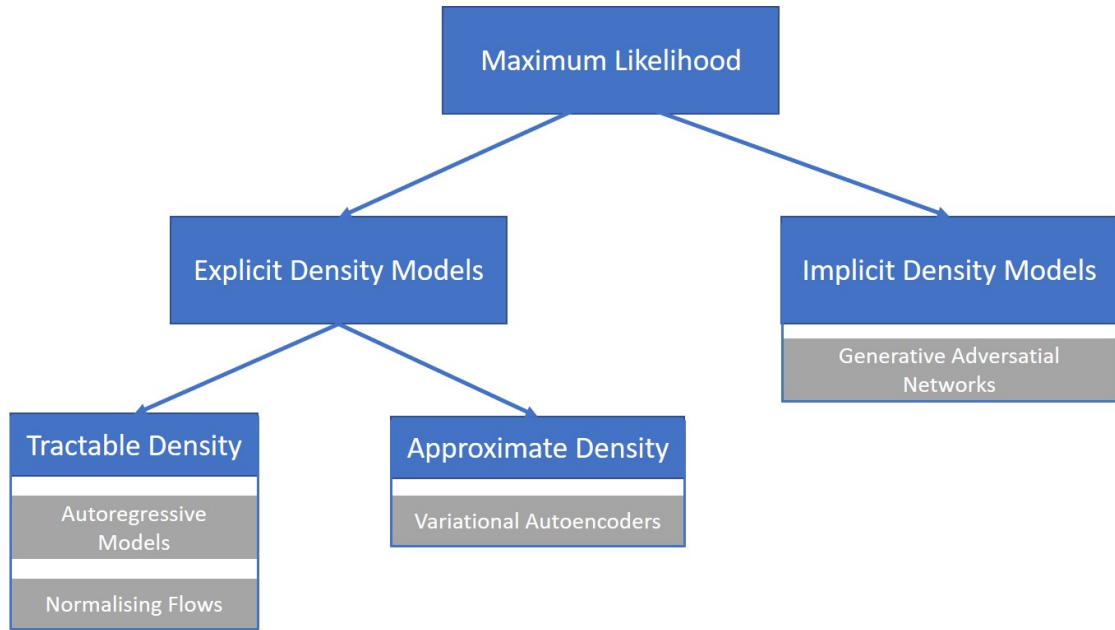 Maximum Likelihood
Explicit Density Models
Implicit Density Models
Generative Adversatial
Networks
Tractable Density
Autoregressive
Models
Normalising Flows
Approximate Density
Variational Autoencoders